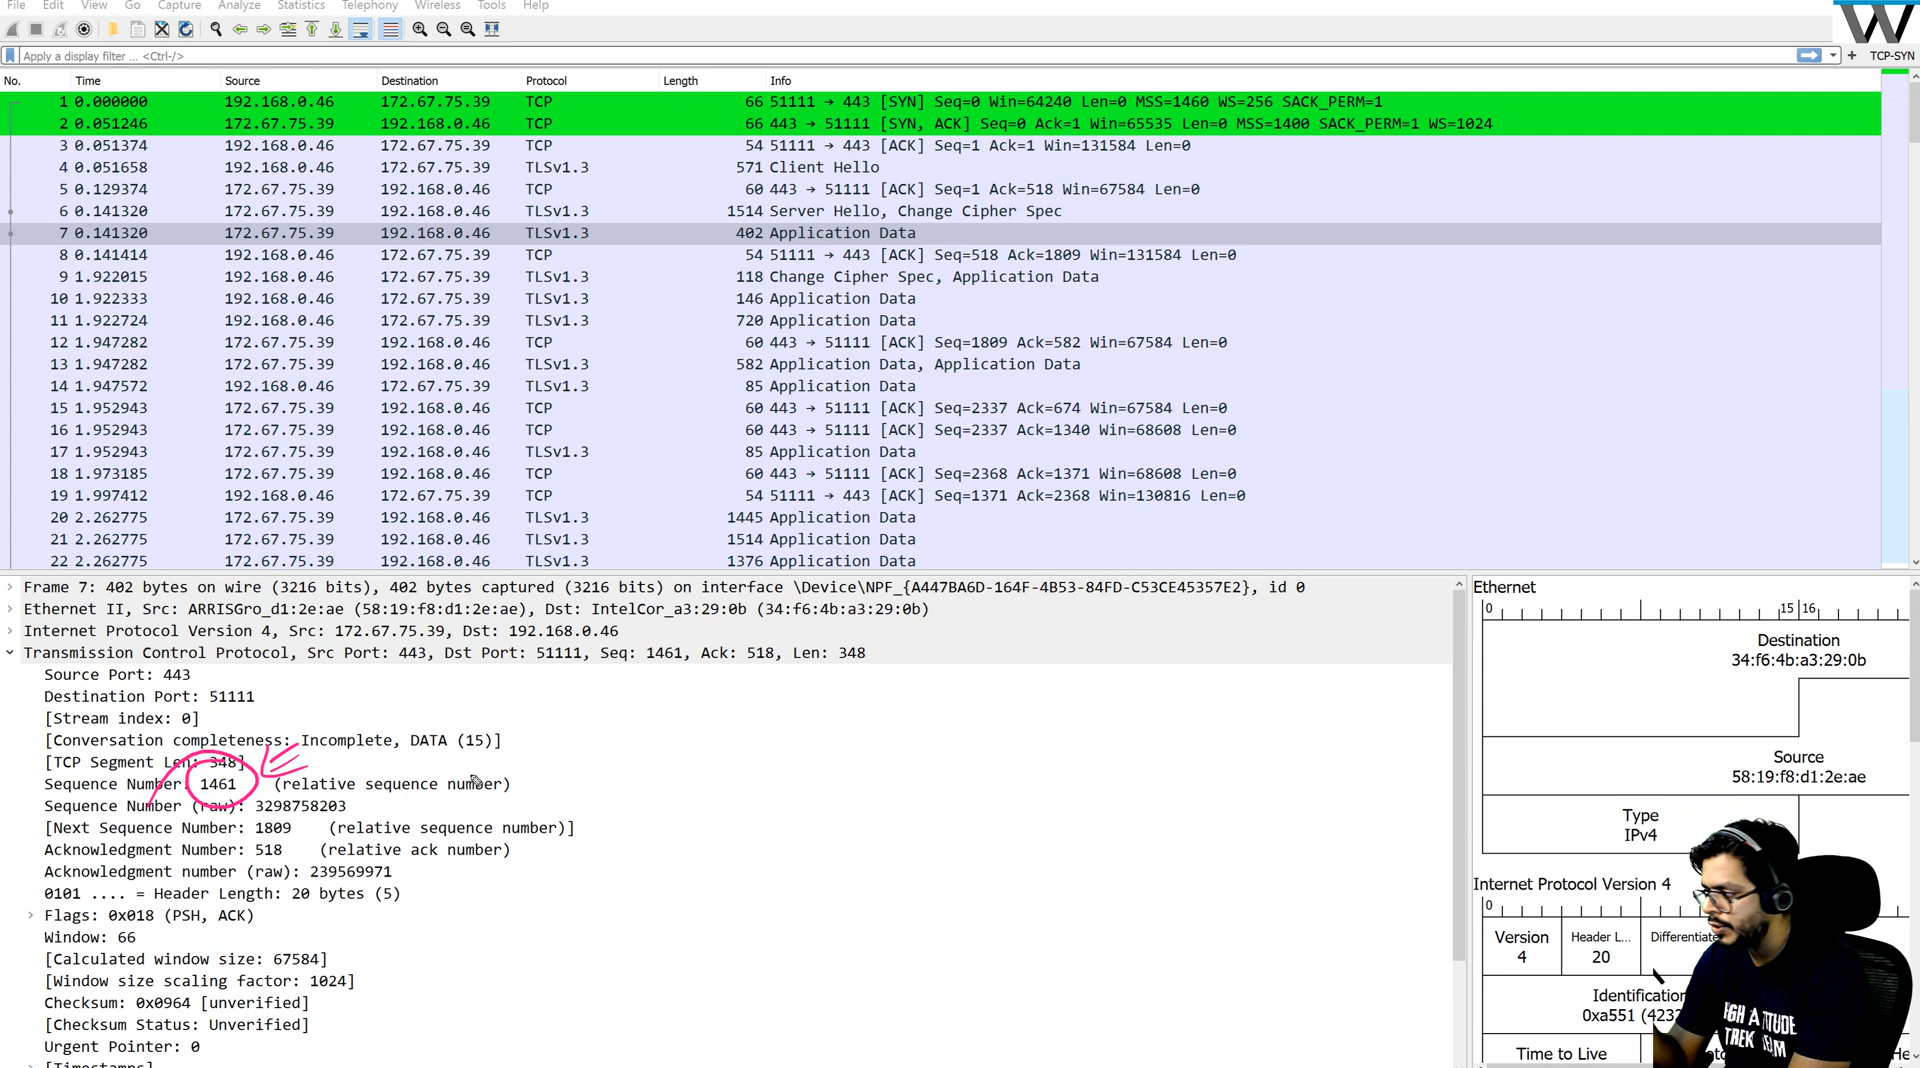 File Edit View Go Capture Analyze Statistics Telephony Wireless Tools Help
Apply a display filter ... <Ctrl-/>
+ TCP-SYN
No. Time Source Destination Protocol Length Info
1 0.000000 192.168.0.46 172.67.75.39 TCP 66 51111 → 443 [SYN] Seq=0 Win=64240 Len=0 MSS=1460 WS=256 SACK_PERM=1
2 0.051246 172.67.75.39 192.168.0.46 TCP 66 443 → 51111 [SYN, ACK] Seq=0 Ack=1 Win=65535 Len=0 MSS=1400 SACK_PERM=1 WS=1024
3 0.051374 192.168.0.46 172.67.75.39 TCP 54 51111 → 443 [ACK] Seq=1 Ack=1 Win=131584 Len=0
4 0.051658 192.168.0.46 172.67.75.39 TLSv1.3 571 Client Hello
5 0.129374 172.67.75.39 192.168.0.46 TCP 60 443 → 51111 [ACK] Seq=1 Ack=518 Win=67584 Len=0
6 0.141320 172.67.75.39 192.168.0.46 TLSv1.3 1514 Server Hello, Change Cipher Spec
7 0.141320 172.67.75.39 192.168.0.46 TLSv1.3 402 Application Data
8 0.141414 192.168.0.46 172.67.75.39 TCP 54 51111 → 443 [ACK] Seq=518 Ack=1809 Win=131584 Len=0
9 1.922015 192.168.0.46 172.67.75.39 TLSv1.3 118 Change Cipher Spec, Application Data
10 1.922333 192.168.0.46 172.67.75.39 TLSv1.3 146 Application Data
11 1.922724 192.168.0.46 172.67.75.39 TLSv1.3 720 Application Data
12 1.947282 172.67.75.39 192.168.0.46 TCP 60 443 → 51111 [ACK] Seq=1809 Ack=582 Win=67584 Len=0
13 1.947282 172.67.75.39 192.168.0.46 TLSv1.3 582 Application Data, Application Data
14 1.947572 192.168.0.46 172.67.75.39 TLSv1.3 85 Application Data
15 1.952943 172.67.75.39 192.168.0.46 TCP 60 443 → 51111 [ACK] Seq=2337 Ack=674 Win=67584 Len=0
16 1.952943 172.67.75.39 192.168.0.46 TCP 60 443 → 51111 [ACK] Seq=2337 Ack=1340 Win=68608 Len=0
17 1.952943 172.67.75.39 192.168.0.46 TLSv1.3 85 Application Data
18 1.973185 172.67.75.39 192.168.0.46 TCP 60 443 → 51111 [ACK] Seq=2368 Ack=1371 Win=68608 Len=0
19 1.997412 192.168.0.46 172.67.75.39 TCP 54 51111 → 443 [ACK] Seq=1371 Ack=2368 Win=130816 Len=0
20 2.262775 172.67.75.39 192.168.0.46 TLSv1.3 1445 Application Data
21 2.262775 172.67.75.39 192.168.0.46 TLSv1.3 1514 Application Data
22 2.262775 172.67.75.39 192.168.0.46 TLSv1.3 1376 Application Data
Frame 7: 402 bytes on wire (3216 bits), 402 bytes captured (3216 bits) on interface \Device\NPF_{A447BA6D-164F-4B53-84FD-C53CE45357E2}, id 0
Ethernet II, Src: ARRISGro_d1:2e:ae (58:19:f8:d1:2e:ae), Dst: IntelCor_a3:29:0b (34:f6:4b:a3:29:0b)
Internet Protocol Version 4, Src: 172.67.75.39, Dst: 192.168.0.46
Transmission Control Protocol, Src Port: 443, Dst Port: 51111, Seq: 1461, Ack: 518, Len: 348
Source Port: 443
Destination Port: 51111
[Stream index: 0]
[Conversation completeness: Incomplete, DATA (15)]
[TCP Segment Len: 348]
Sequence Number: 1461 (relative sequence number)
Sequence Number (raw): 3298758203
[Next Sequence Number: 1809 (relative sequence number)]
Acknowledgment Number: 518 (relative ack number)
Acknowledgment number (raw): 239569971
0101 .... = Header Length: 20 bytes (5)
Flags: 0x018 (PSH, ACK)
Window: 66
[Calculated window size: 67584]
[Window size scaling factor: 1024]
Checksum: 0x0964 [unverified]
[Checksum Status: Unverified]
Urgent Pointer: 0
[Timestamps]
Ethernet
0 15 16
Destination
34:f6:4b:a3:29:0b
Source
58:19:f8:d1:2e:ae
Type
IPv4
Internet Protocol Version 4
0
Version Header L... Differentiate
4 20
Identification
0xa551 (4232
Time to Live
HIGH ALTITUDE
TREK TEAM